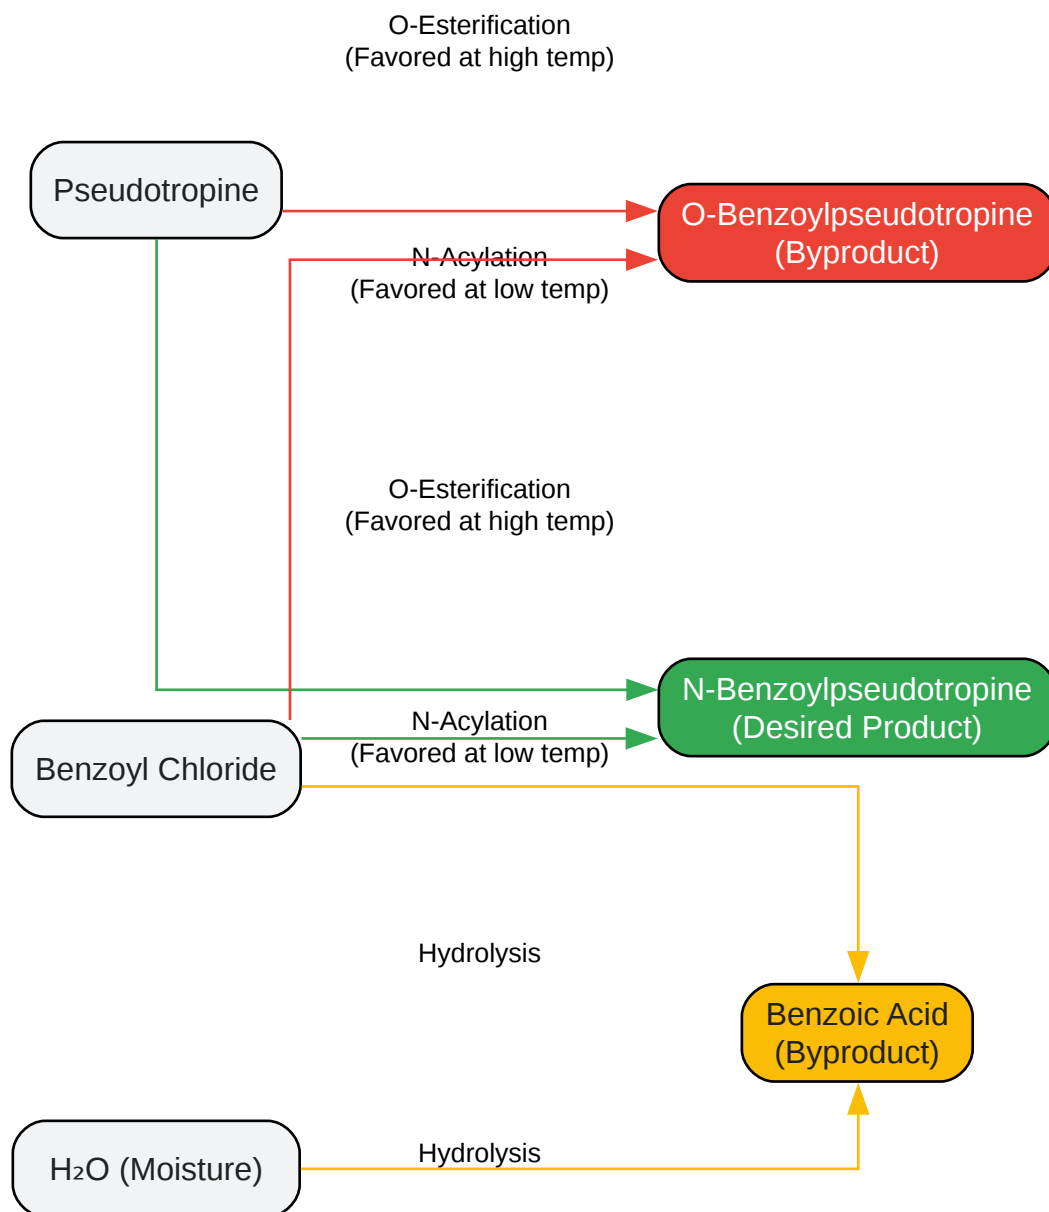 O-Esterification
(Favored at high temp)
Pseudotropine
O-Benzoylpseudotropine
(Byproduct)
N-Acylation
(Favored at low temp)
O-Esterification
(Favored at high temp)
N-Benzoylpseudotropine
(Desired Product)
N-Acylation
(Favored at low temp)
Benzoyl Chloride
Hydrolysis
Benzoic Acid
(Byproduct)
Hydrolysis
H₂O (Moisture)